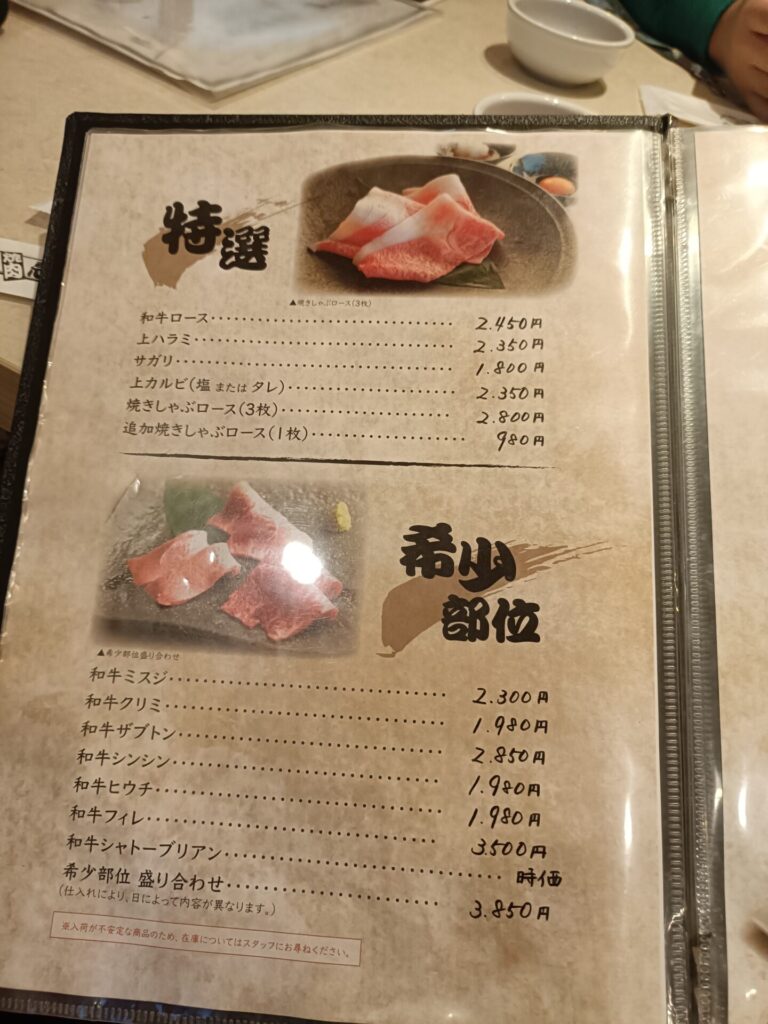 特選
▲焼きしゃぶロース(3枚)
和牛ロース 2.450円
上ハラミ 2.350円
サガリ 1.800円
上カルビ(塩 または タレ) 2.350円
焼きしゃぶロース(3枚) 2.800円
追加焼きしゃぶロース(1枚) 980円
希少
部位
▲希少部位盛り合わせ
和牛ミスジ 2.300円
和牛クリミ 1.980円
和牛ザブトン 2.850円
和牛シンシン 1.980円
和牛ヒウチ 1.980円
和牛フィレ 3.500円
和牛シャトーブリアン 時価
希少部位 盛り合わせ 3.850円
(仕入れにより、日によって内容が異なります。)
※入荷が不安定な商品のため、在庫についてはスタッフにお尋ねください。
焼肉